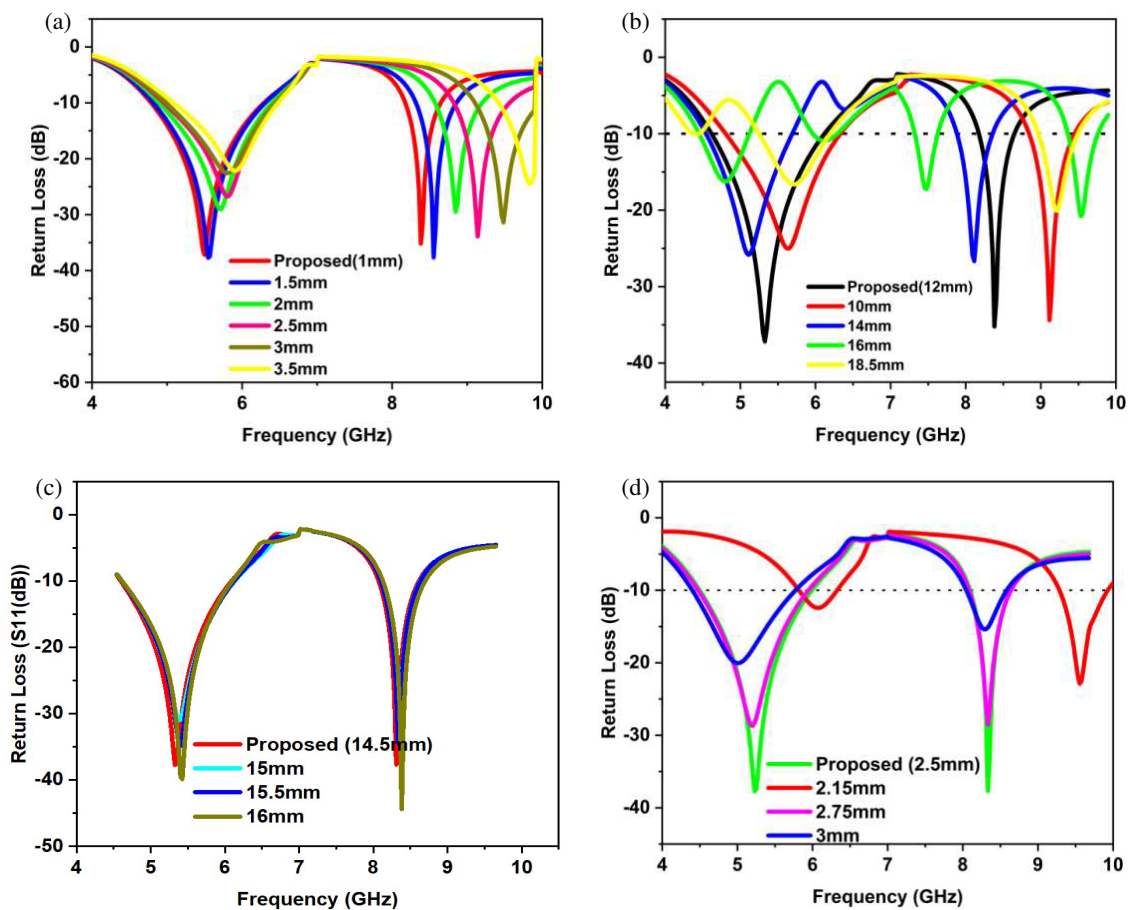 (a)
0
-10
-20
-30
-40
-50
-60
4
6
8
10
Return Loss (dB)
Frequency (GHz)
Proposed(1mm)
1.5mm
2mm
2.5mm
3mm
3.5mm
(b)
0
-10
-20
-30
-40
4
5
6
7
8
9
10
Return Loss (dB)
Frequency (GHz)
Proposed(12mm)
10mm
14mm
16mm
18.5mm
(c)
0
-10
-20
-30
-40
-50
4
5
6
7
8
9
10
Return Loss (S11(dB))
Frequency (GHz)
Proposed (14.5mm)
15mm
15.5mm
16mm
(d)
0
-10
-20
-30
-40
4
5
6
7
8
9
10
Return Loss (dB)
Frequency (GHz)
Proposed (2.5mm)
2.15mm
2.75mm
3mm